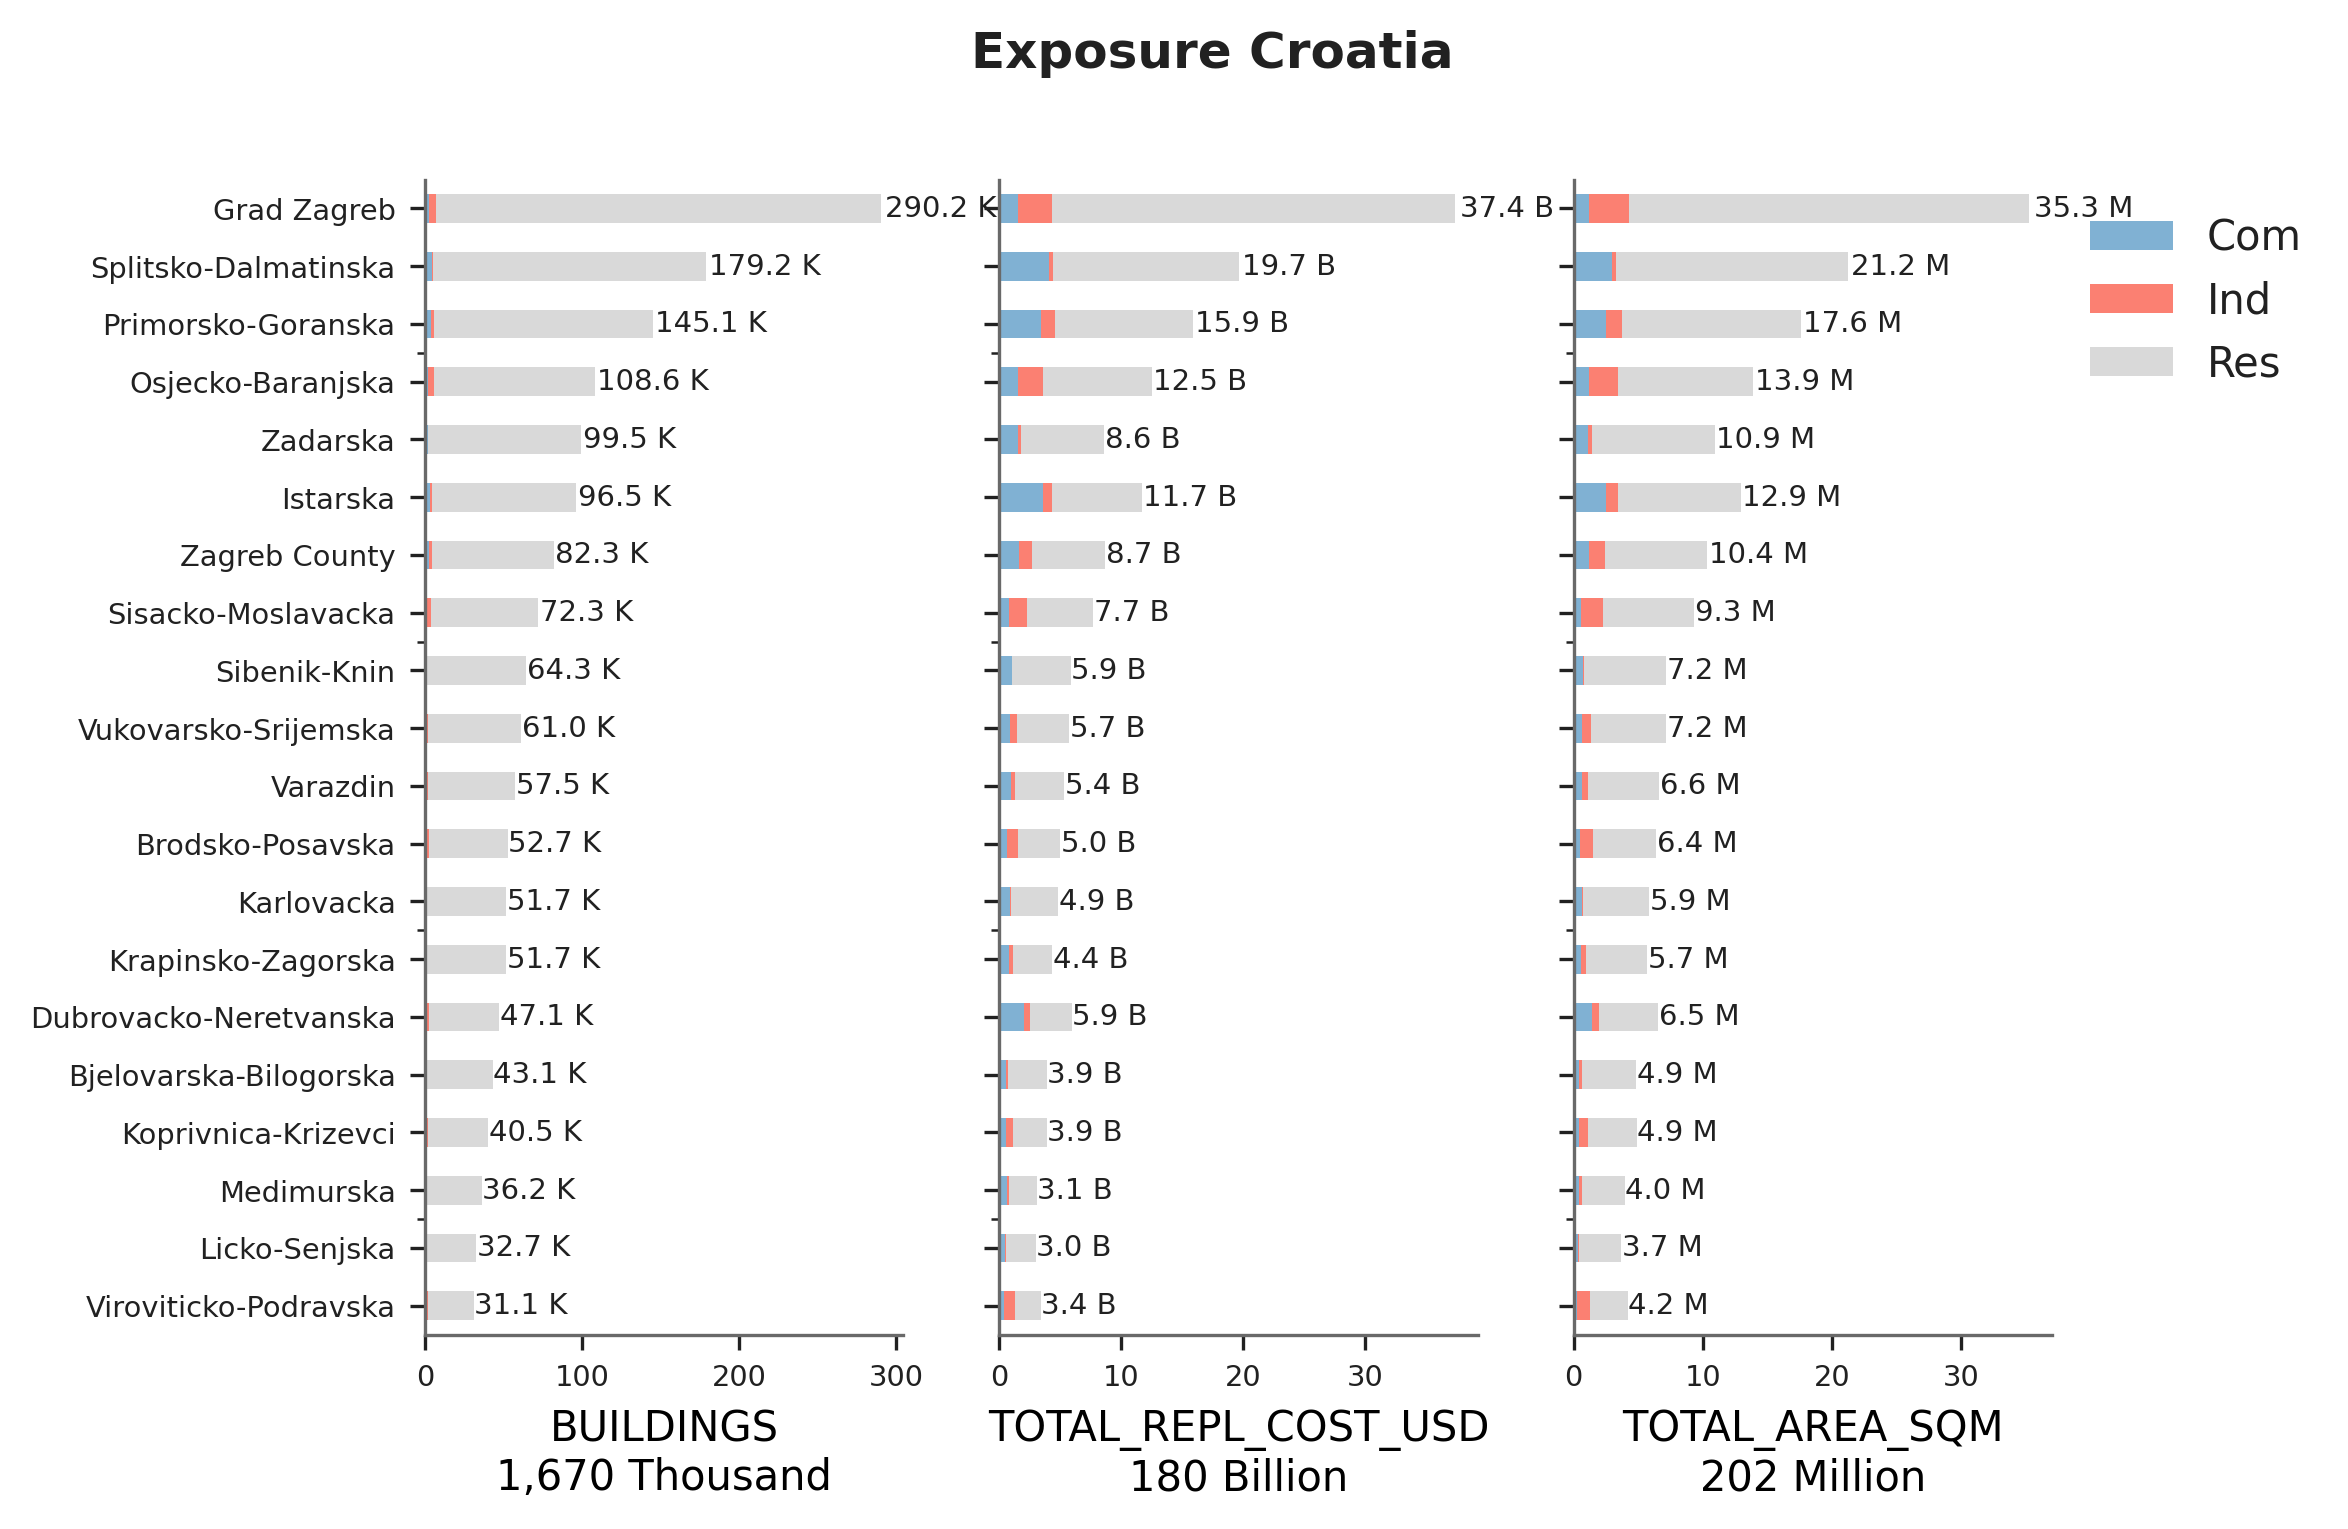 Exposure Croatia
Grad Zagreb 290.2 K 37.4 B 35.3 M
Splitsko-Dalmatinska 179.2 K 19.7 B 21.2 M
Primorsko-Goranska 145.1 K 15.9 B 17.6 M
Osjecko-Baranjska 108.6 K 12.5 B 13.9 M
Zadarska 99.5 K 8.6 B 10.9 M
Istarska 96.5 K 11.7 B 12.9 M
Zagreb County 82.3 K 8.7 B 10.4 M
Sisacko-Moslavacka 72.3 K 7.7 B 9.3 M
Sibenik-Knin 64.3 K 5.9 B 7.2 M
Vukovarsko-Srijemska 61.0 K 5.7 B 7.2 M
Varazdin 57.5 K 5.4 B 6.6 M
Brodsko-Posavska 52.7 K 5.0 B 6.4 M
Karlovacka 51.7 K 4.9 B 5.9 M
Krapinsko-Zagorska 51.7 K 4.4 B 5.7 M
Dubrovacko-Neretvanska 47.1 K 5.9 B 6.5 M
Bjelovarska-Bilogorska 43.1 K 3.9 B 4.9 M
Koprivnica-Krizevci 40.5 K 3.9 B 4.9 M
Medimurska 36.2 K 3.1 B 4.0 M
Licko-Senjska 32.7 K 3.0 B 3.7 M
Viroviticko-Podravska 31.1 K 3.4 B 4.2 M
0 100 200 300 0 10 20 30 0 10 20 30
BUILDINGS
1,670 Thousand
TOTAL_REPL_COST_USD
180 Billion
TOTAL_AREA_SQM
202 Million
Com
Ind
Res